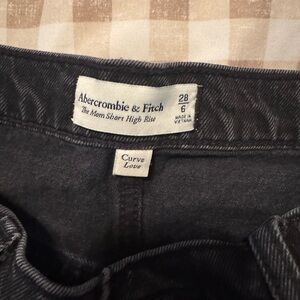 Abercrombie & Fitch
The Mom Short High Rise
28
6
MADE IN
VIETNAM
Curve
Love